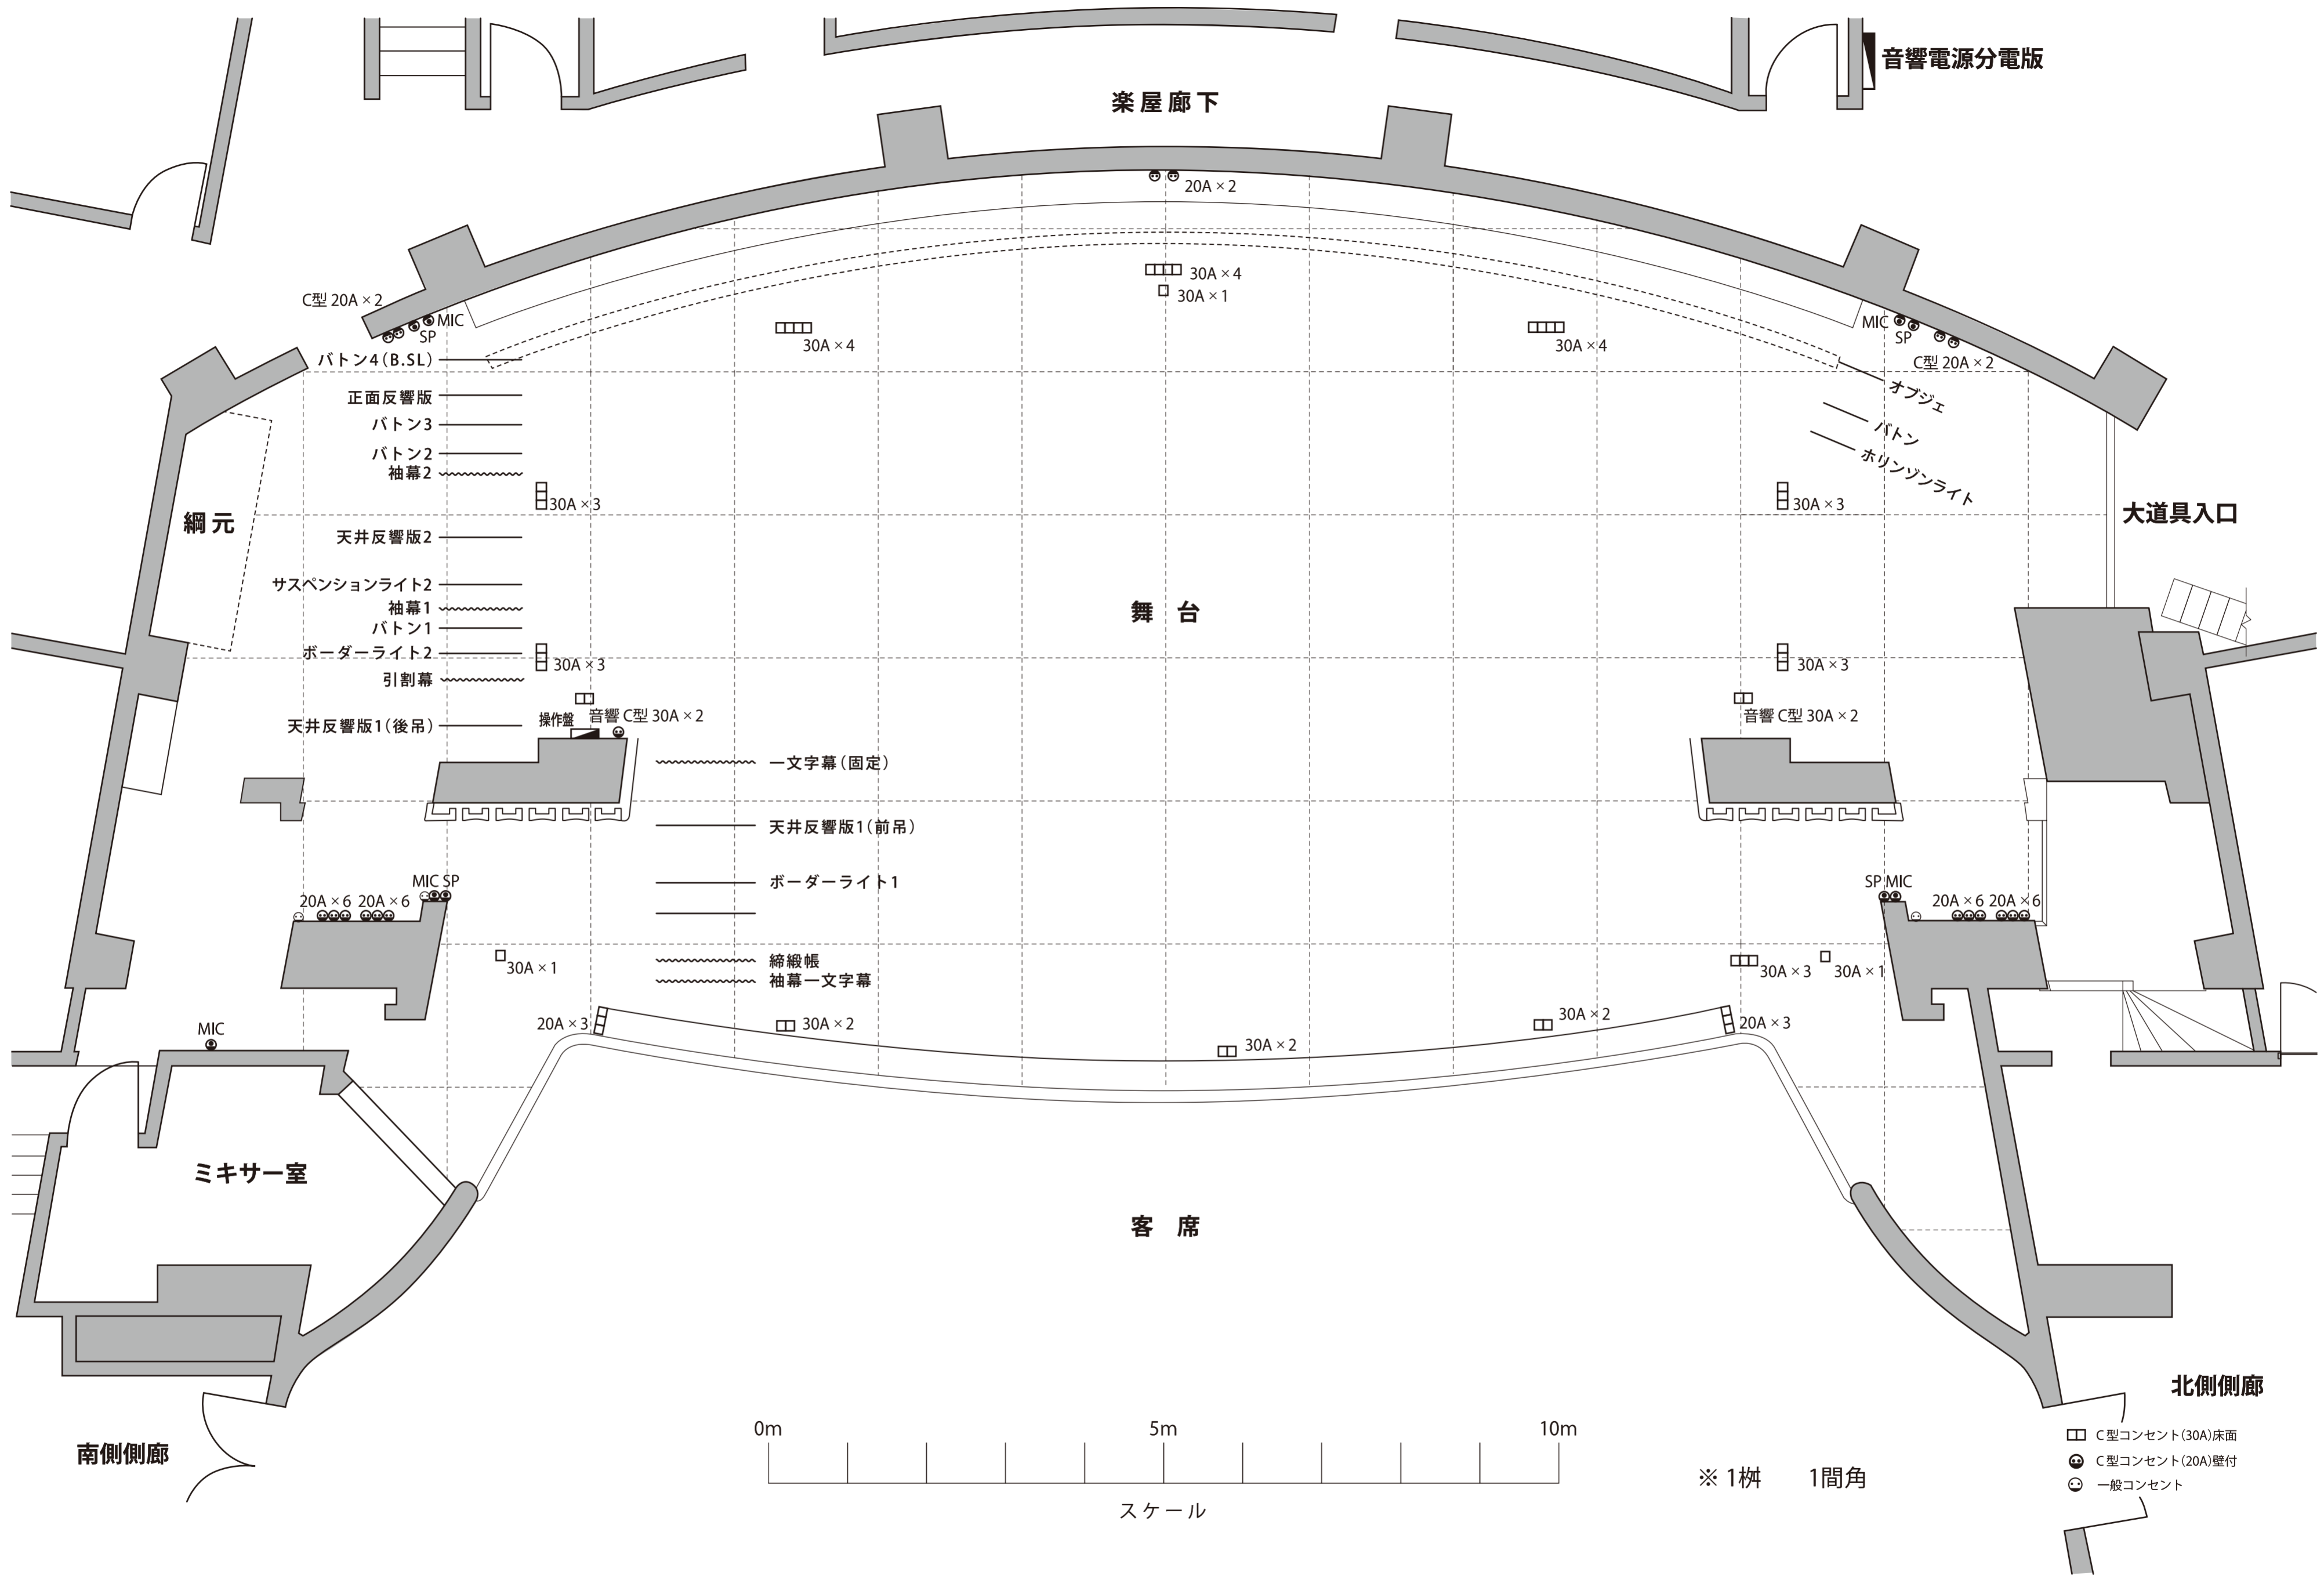 音響電源分電版
楽屋廊下
20A × 2
30A × 4
30A × 1
C型 20A × 2
MIC
SP
30A × 4
30A × 4
MIC
SP
C型 20A × 2
バトン4(B.SL)
正面反響版
バトン3
バトン2
袖幕2
オブジェ
バトン
ホリンゾンライト
30A × 3
30A × 3
綱元
大道具入口
天井反響版2
サスペンションライト2
袖幕1
バトン1
舞 台
ボーダーライト2
30A × 3
30A × 3
引割幕
天井反響版1(後吊)
操作盤
音響 C型 30A × 2
音響 C型 30A × 2
一文字幕(固定)
天井反響版1(前吊)
ボーダーライト1
MIC SP
20A × 6 20A × 6
SP MIC
20A × 6 20A × 6
締緞帳
袖幕一文字幕
30A × 1
30A × 3
30A × 1
MIC
20A × 3
30A × 2
30A × 2
30A × 2
20A × 3
ミキサー室
客 席
南側側廊
北側側廊
0m 5m 10m
スケール
※ 1桝 1間角
C 型コンセント(30A)床面
C 型コンセント(20A)壁付
一般コンセント